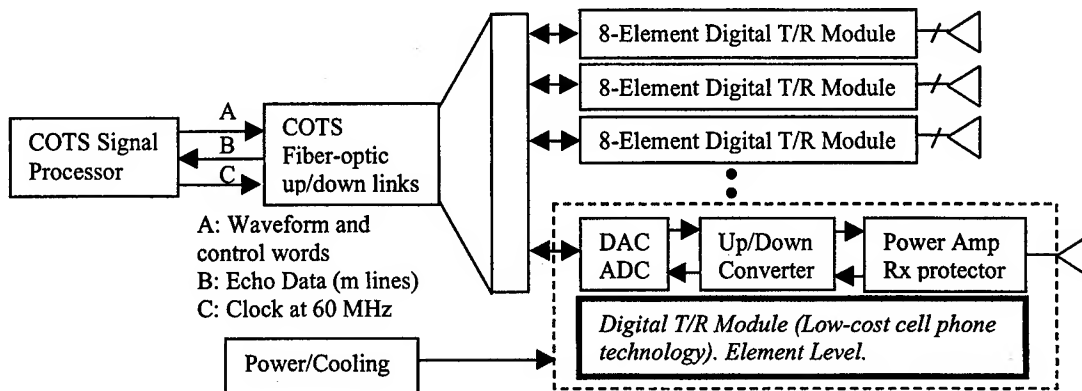 8-Element Digital T/R Module
8-Element Digital T/R Module
8-Element Digital T/R Module
COTS Signal
Processor
A
B
C
COTS
Fiber-optic
up/down links
A: Waveform and
control words
B: Echo Data (m lines)
C: Clock at 60 MHz
DAC
ADC
Up/Down
Converter
Power Amp
Rx protector
Digital T/R Module (Low-cost cell phone
technology). Element Level.
Power/Cooling